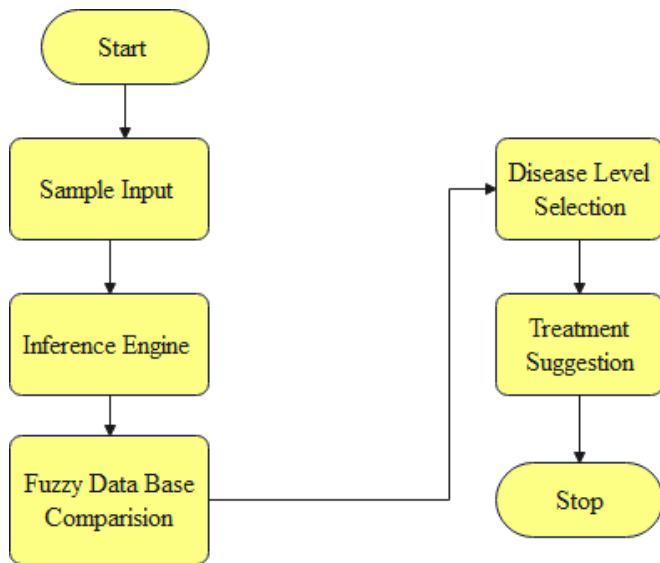 Start
Sample Input
Inference Engine
Fuzzy Data Base
Comparision
Disease Level
Selection
Treatment
Suggestion
Stop